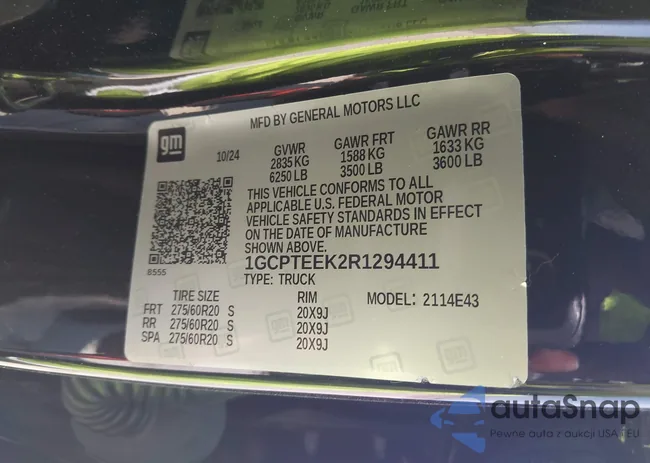 MFD BY GENERAL MOTORS LLC
gm
10/24
GVWR GAWR FRT GAWR RR
2835 KG 1588 KG 1633 KG
6250 LB 3500 LB 3600 LB
THIS VEHICLE CONFORMS TO ALL
APPLICABLE U.S. FEDERAL MOTOR
VEHICLE SAFETY STANDARDS IN EFFECT
ON THE DATE OF MANUFACTURE
SHOWN ABOVE.
8555
1GCPTEEK2R1294411
TYPE: TRUCK
TIRE SIZE RIM MODEL: 2114E43
FRT 275/60R20 S 20X9J
RR 275/60R20 S 20X9J
SPA 275/60R20 S 20X9J
autaSnap
Pewne auta z aukcji USA i EU